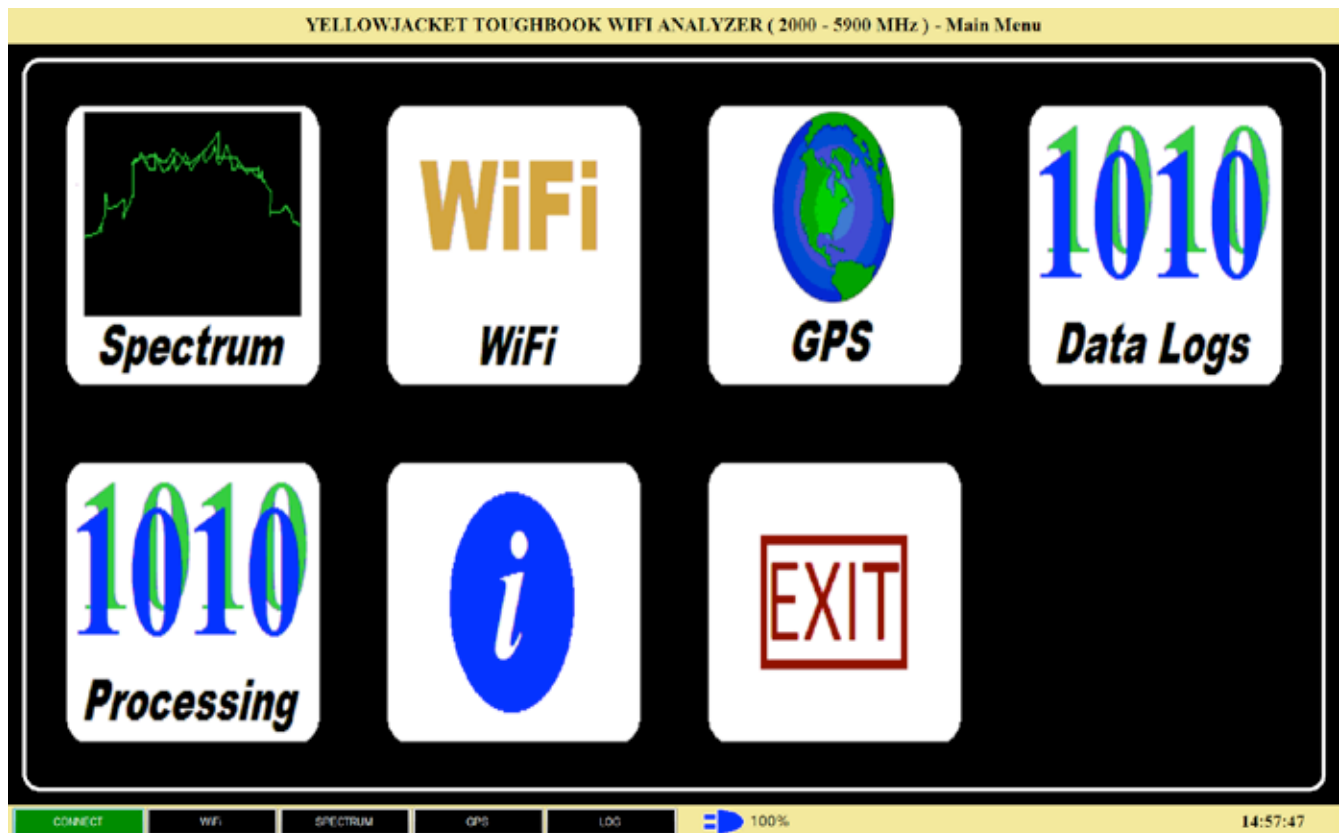 YELLOWJACKET TOUGHBOOK WIFI ANALYZER ( 2000 - 5900 MHz ) - Main Menu
WiFi
1010
1010
Spectrum
WiFi
GPS
Data Logs
1010
1010
i
EXIT
Processing
CONNECT
WiFi
SPECTRUM
GPS
LOG
100%
14:57:47